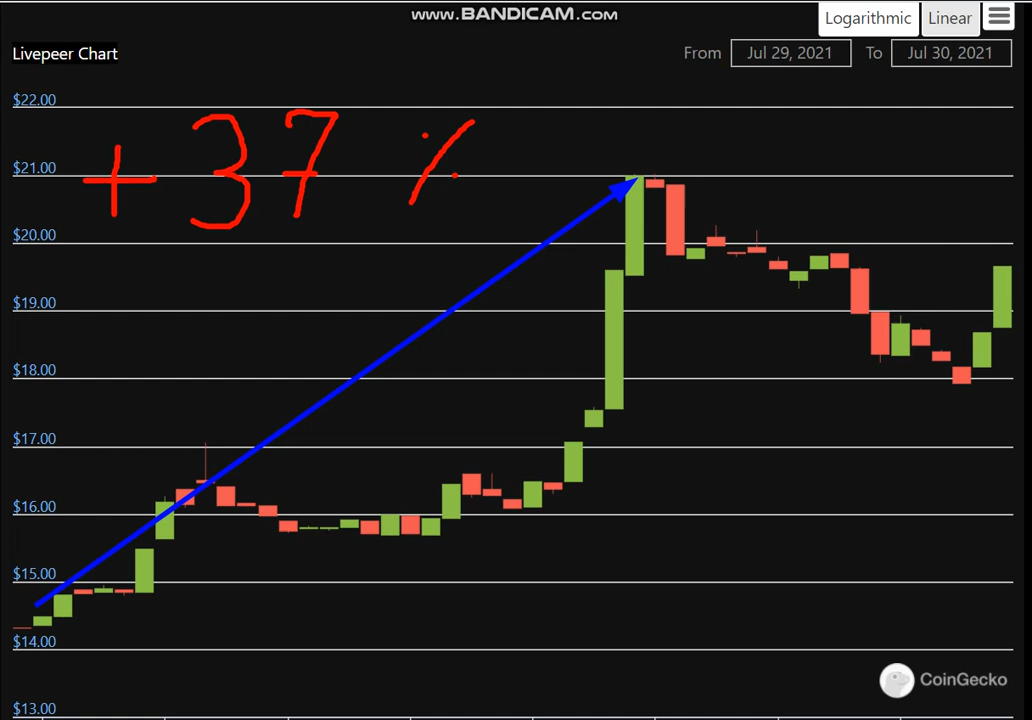 www.BANDICAM.com
Logarithmic Linear
Livepeer Chart From Jul 29, 2021 To Jul 30, 2021
$22.00
+37 %
$21.00
$20.00
$19.00
$18.00
$17.00
$16.00
$15.00
$14.00
CoinGecko
$13.00